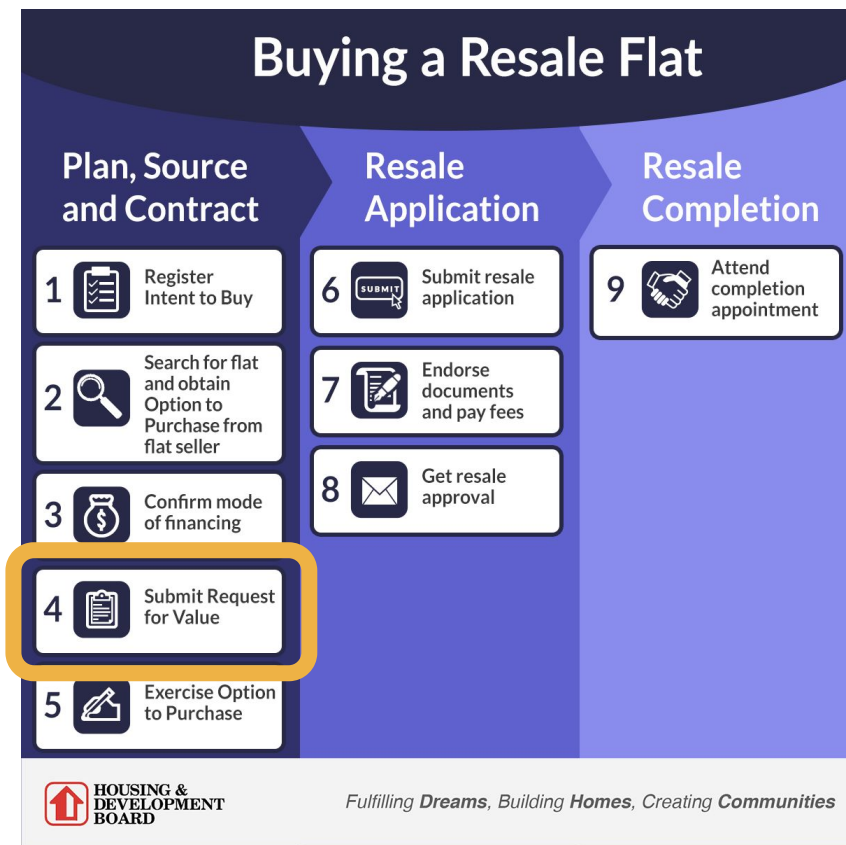 Buying a Resale Flat
Plan, Source
and Contract
1
Register
Intent to Buy
2
Search for flat
and obtain
Option to
Purchase from
flat seller
3
$
Confirm mode
of financing
4
Submit Request
for Value
5
Exercise Option
to Purchase
Resale
Application
6
SUBMIT
Submit resale
application
7
Endorse
documents
and pay fees
8
Get resale
approval
Resale
Completion
9
Attend
completion
appointment
HOUSING &
DEVELOPMENT
BOARD
Fulfilling Dreams, Building Homes, Creating Communities